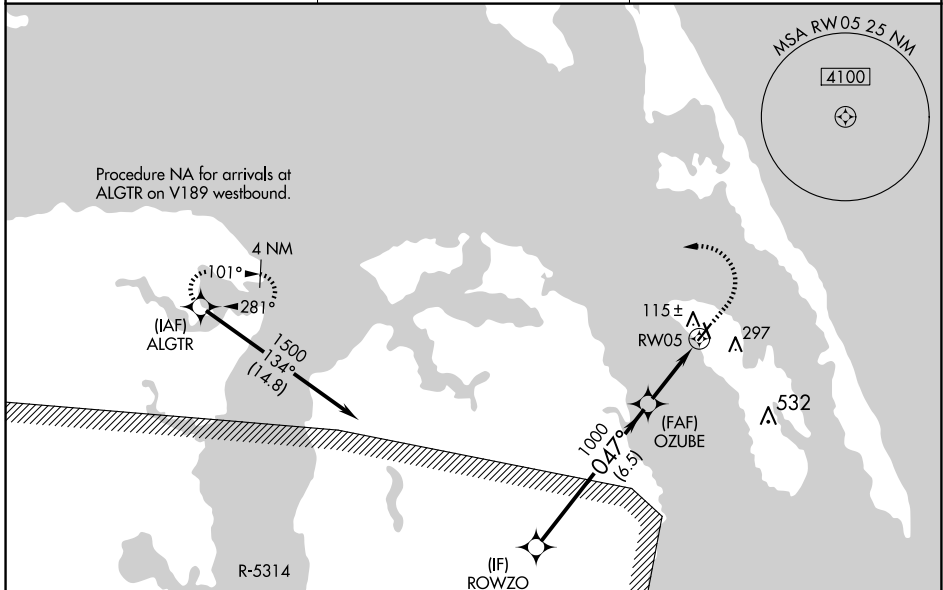 MSA RW05 25 NM
4100
Procedure NA for arrivals at
ALGTR on V189 westbound.
4 NM
101°
281°
(IAF)
ALGTR
1500
134°
(14.8)
115±
RW05
297
532
(FAF)
OZUBE
1000
047°
(6.5)
(IF)
ROWZO
R-5314